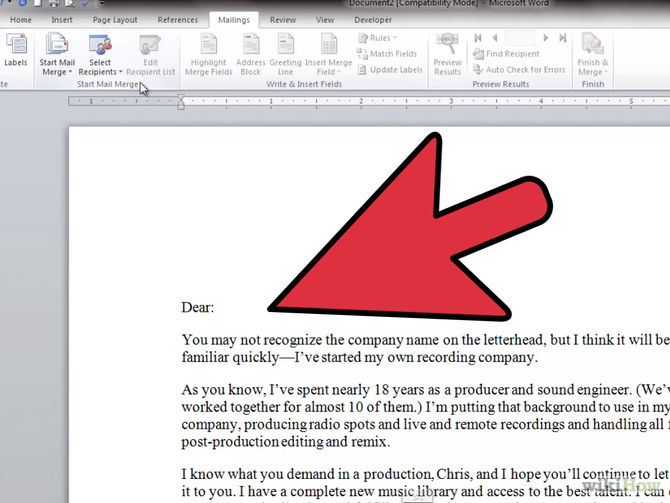 Document2 [Compatibility Mode] - Microsoft Word
Home Insert Page Layout References Mailings Review View Developer
Labels
Start Mail Merge
Select Recipients
Edit Recipient List
Start Mail Merge
Highlight Merge Fields
Address Block
Greeting Line
Insert Merge Field
Rules
Match Fields
Update Labels
Write & Insert Fields
Preview Results
Find Recipient
Auto Check for Errors
Preview Results
Finish & Merge
Finish
1 1 2 3 4 5
Dear:
You may not recognize the company name on the letterhead, but I think it will be
familiar quickly—I’ve started my own recording company.
As you know, I’ve spent nearly 18 years as a producer and sound engineer. (We’v
worked together for almost 10 of them.) I’m putting that background to use in my
company, producing radio spots and live and remote recordings and handling all f
post-production editing and remix.
I know what you demand in a production, Chris, and I hope you’ll continue to let
it to you. I have a complete new music library and access to the best talent. I can
wikiHow